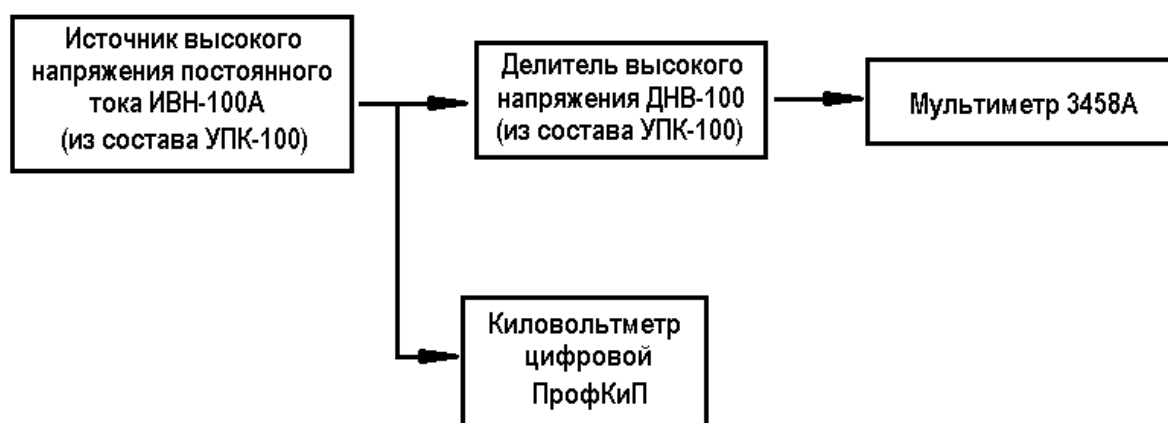 Источник высокого
напряжения постоянного
тока ИВН-100А
(из состава УПК-100)
Делитель высокого
напряжения ДНВ-100
(из состава УПК-100)
Мультиметр 3458А
Киловольтметр
цифровой
ПрофКиП